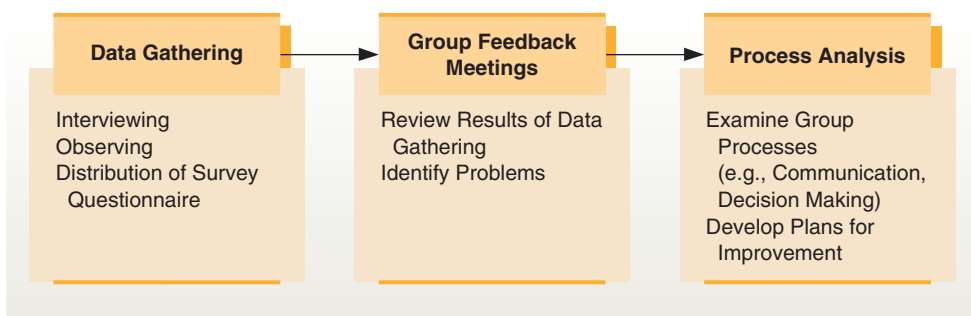 Data Gathering
Interviewing
Observing
Distribution of Survey
Questionnaire
Group Feedback
Meetings
Review Results of Data
Gathering
Identify Problems
Process Analysis
Examine Group
Processes
(e.g., Communication,
Decision Making)
Develop Plans for
Improvement